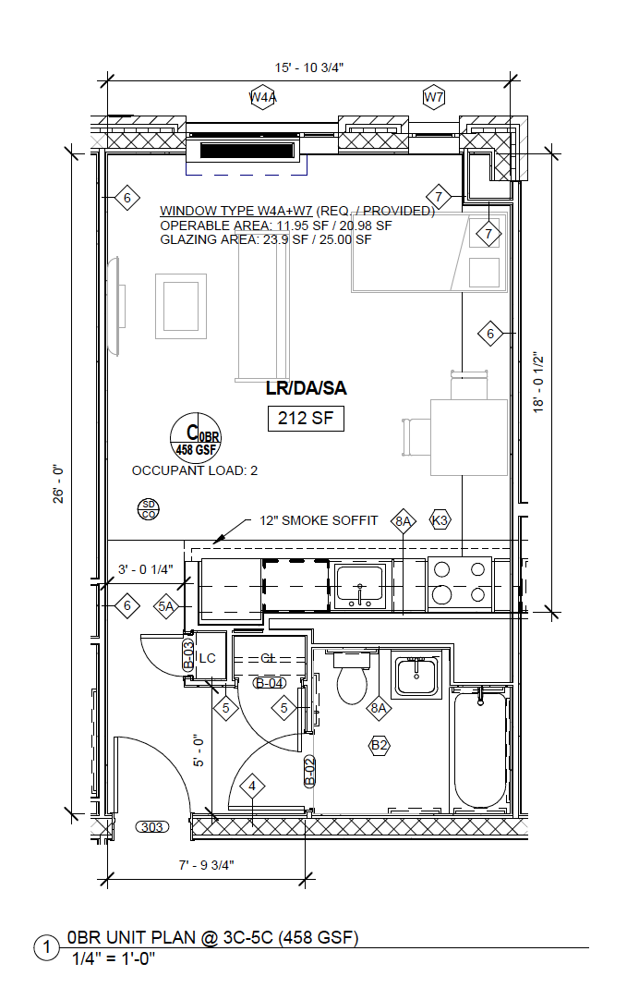 15' - 10 3/4"
W4A
W7
6
7
WINDOW TYPE W4A+W7 (REQ. / PROVIDED)
OPERABLE AREA: 11.95 SF / 20.98 SF
GLAZING AREA: 23.9 SF / 25.00 SF
7
6
LR/DA/SA
212 SF
18' - 0 1/2"
C0BR
458 GSF
OCCUPANT LOAD: 2
26' - 0"
SD
CO
12" SMOKE SOFFIT
8A
K3
3' - 0 1/4"
6
5A
B-03
LC
CL
B-04
5
5
8A
5' - 0"
B2
B-02
4
303
7' - 9 3/4"
1
0BR UNIT PLAN @ 3C-5C (458 GSF)
1/4" = 1'-0"